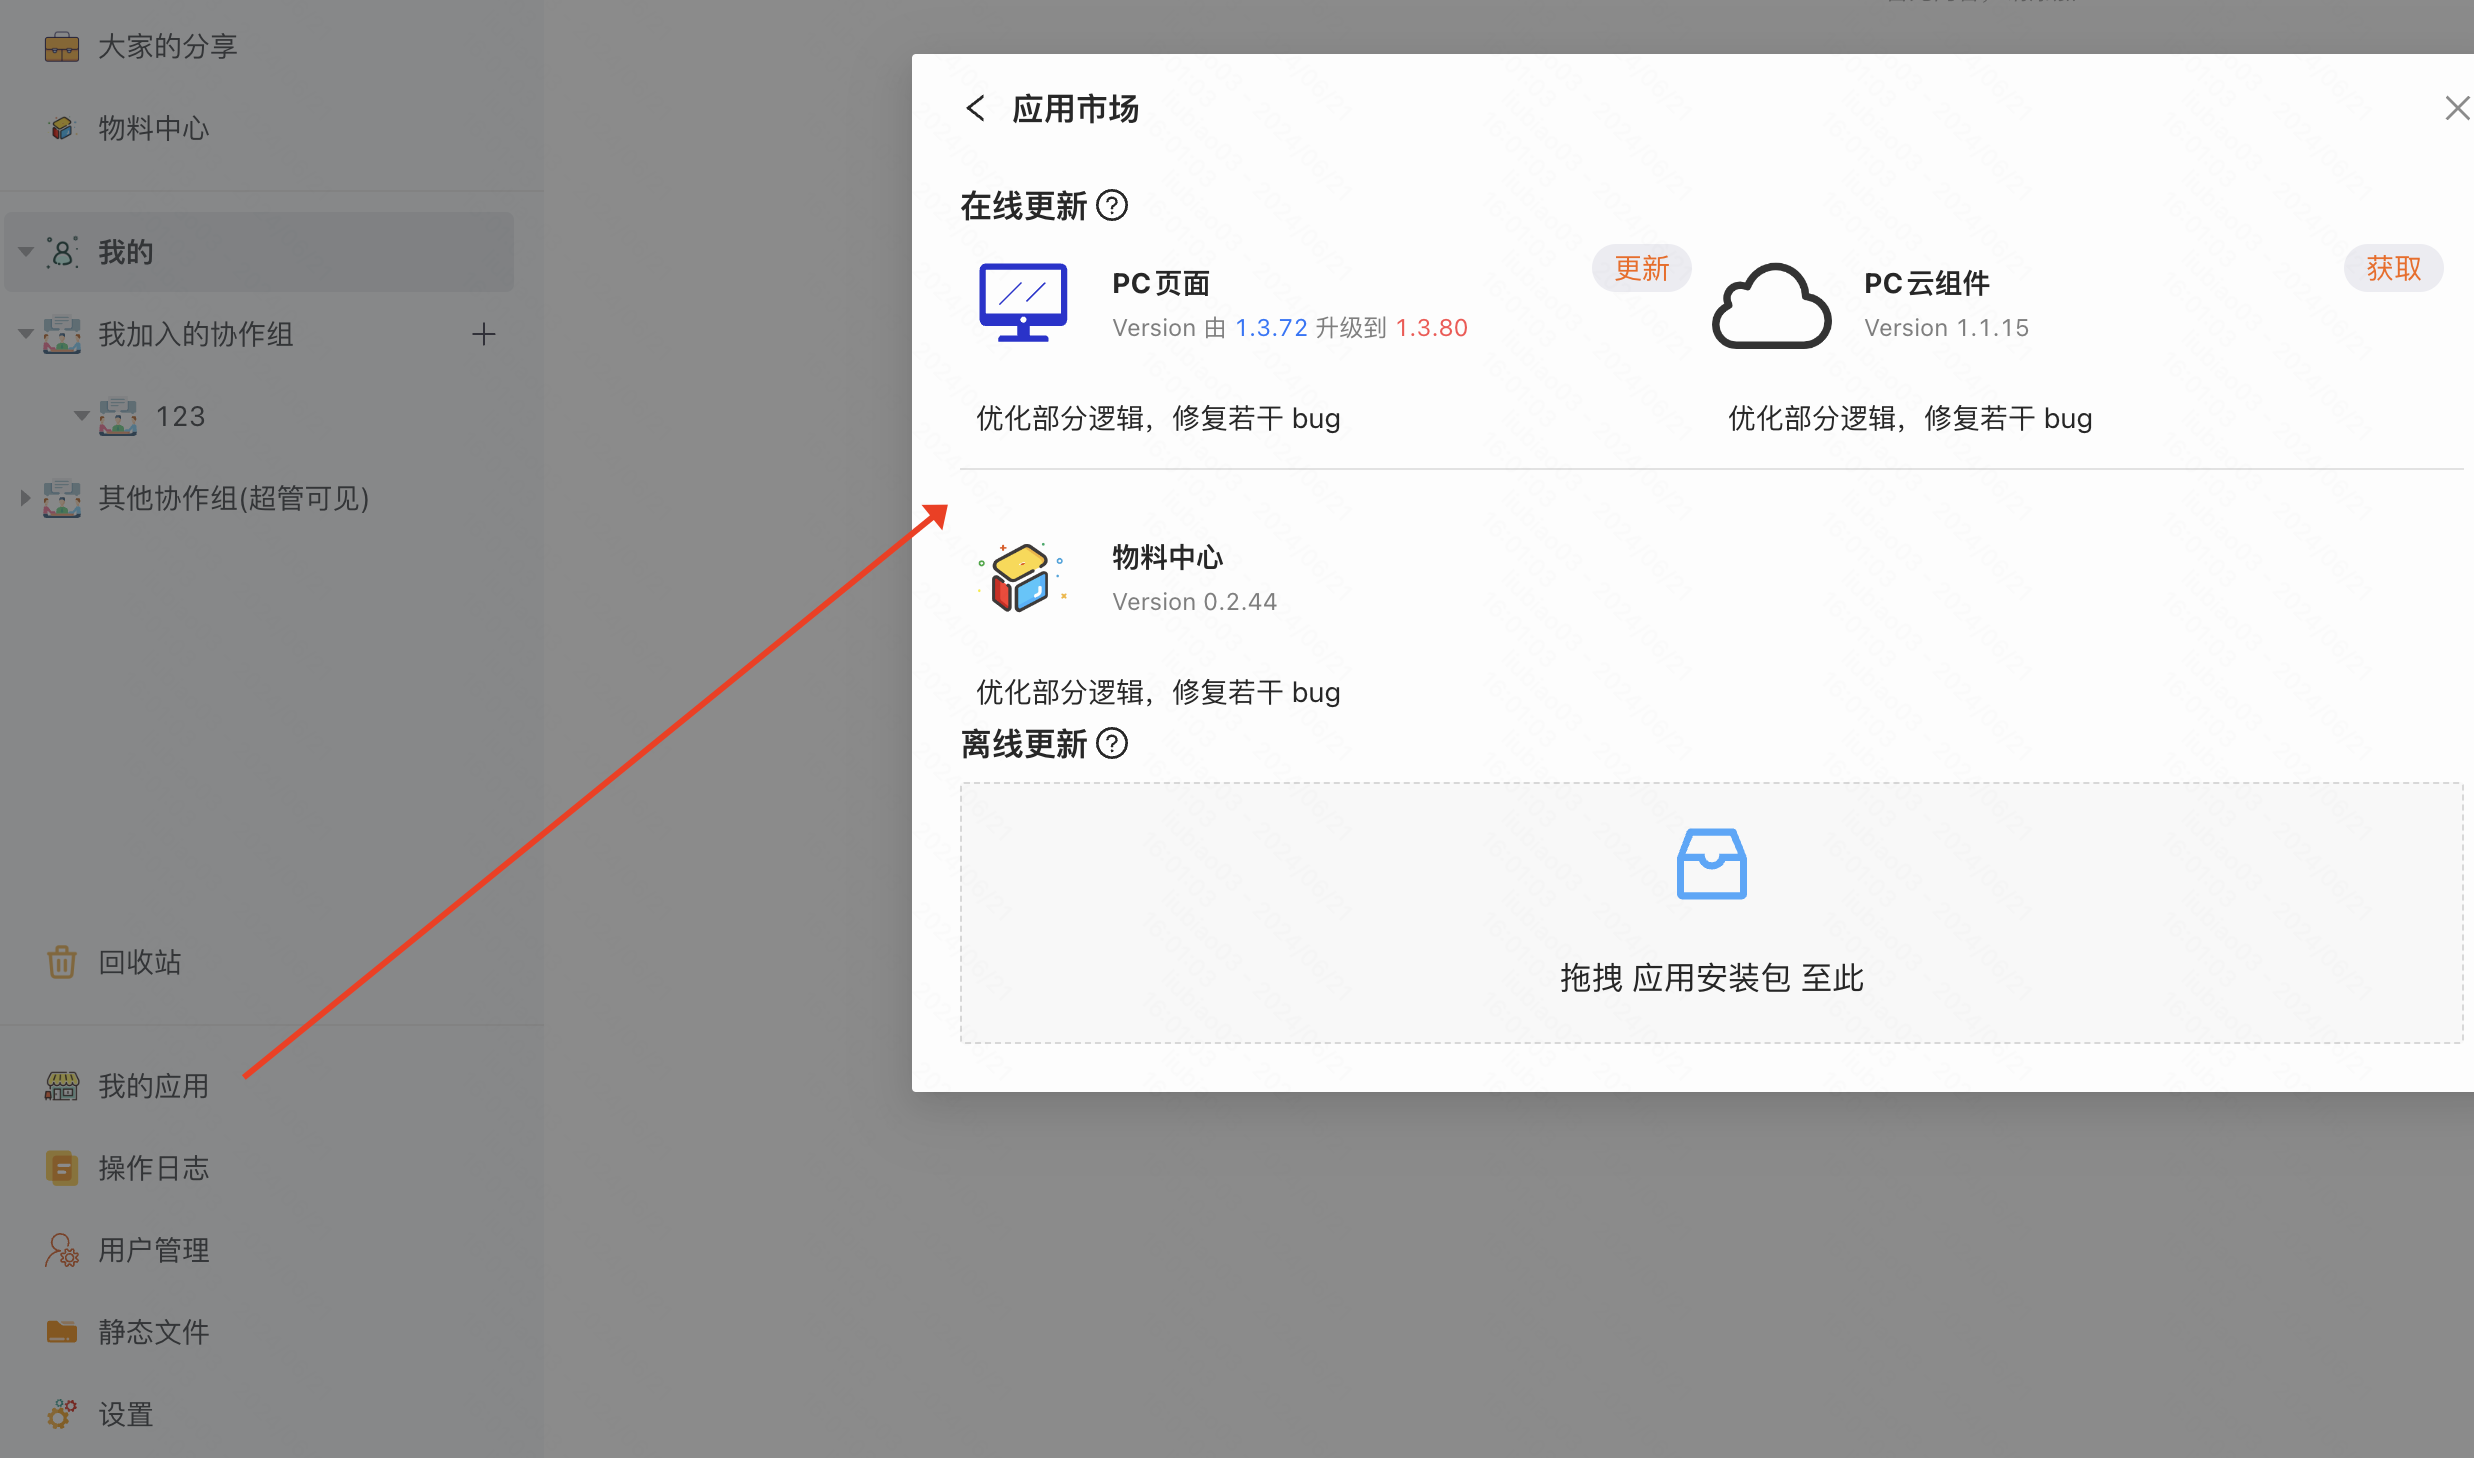 大家的分享
物料中心
我的
我加入的协作组
123
其他协作组(超管可见)
回收站
我的应用
操作日志
用户管理
静态文件
设置
应用市场
在线更新
PC页面
Version 由 1.3.72 升级到 1.3.80
更新
优化部分逻辑，修复若干 bug
PC云组件
Version 1.1.15
获取
优化部分逻辑，修复若干 bug
物料中心
Version 0.2.44
优化部分逻辑，修复若干 bug
离线更新
拖拽 应用安装包 至此